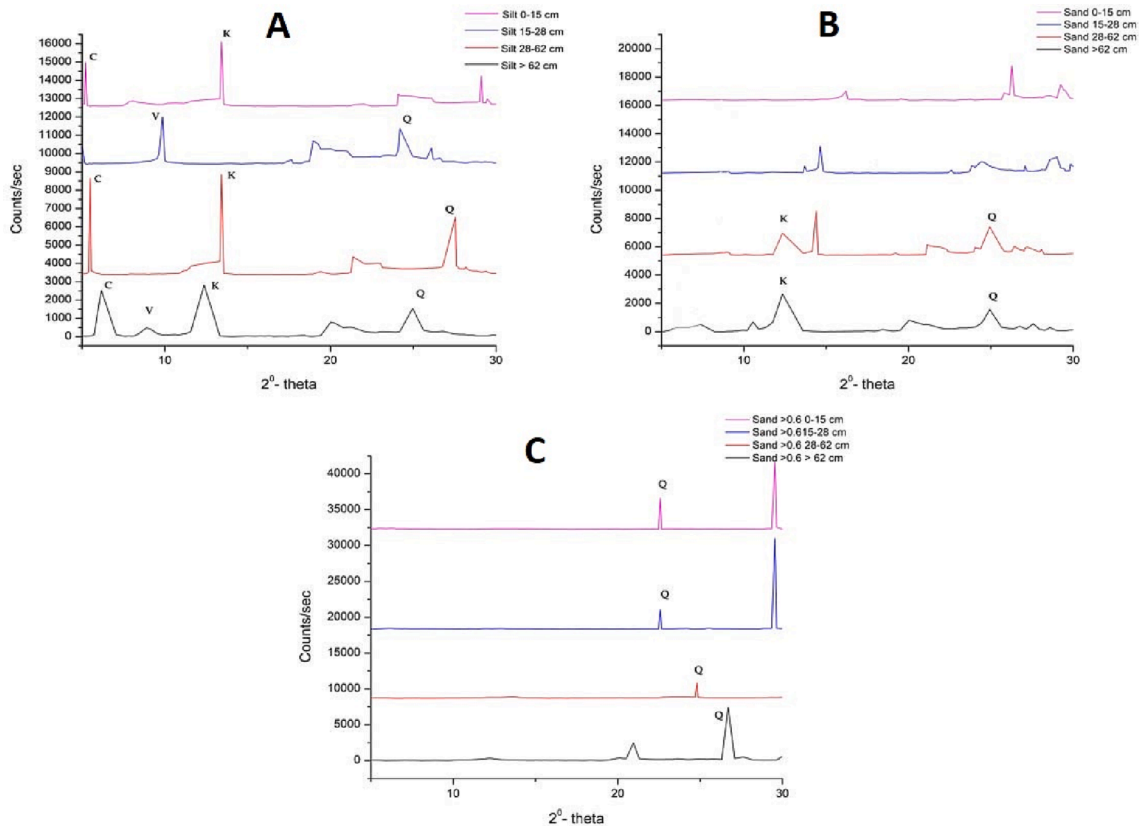 A
Silt 0-15 cm
Silt 15-28 cm
Silt 28-62 cm
Silt > 62 cm
16000
15000
14000
13000
12000
11000
10000
9000
8000
7000
6000
5000
4000
3000
2000
1000
0
Counts/sec
C
K
V
Q
C
K
Q
C
V
K
Q
10
20
30
2⁰- theta
B
Sand 0-15 cm
Sand 15-28 cm
Sand 28-62 cm
Sand >62 cm
20000
18000
16000
14000
12000
10000
8000
6000
4000
2000
0
Counts/sec
K
Q
K
Q
10
20
30
2⁰- theta
C
Sand >0.6 0-15 cm
Sand >0.615-28 cm
Sand >0.6 28-62 cm
Sand >0.6 > 62 cm
40000
35000
30000
25000
20000
15000
10000
5000
0
Counts/sec
Q
Q
Q
Q
10
20
30
2⁰- theta